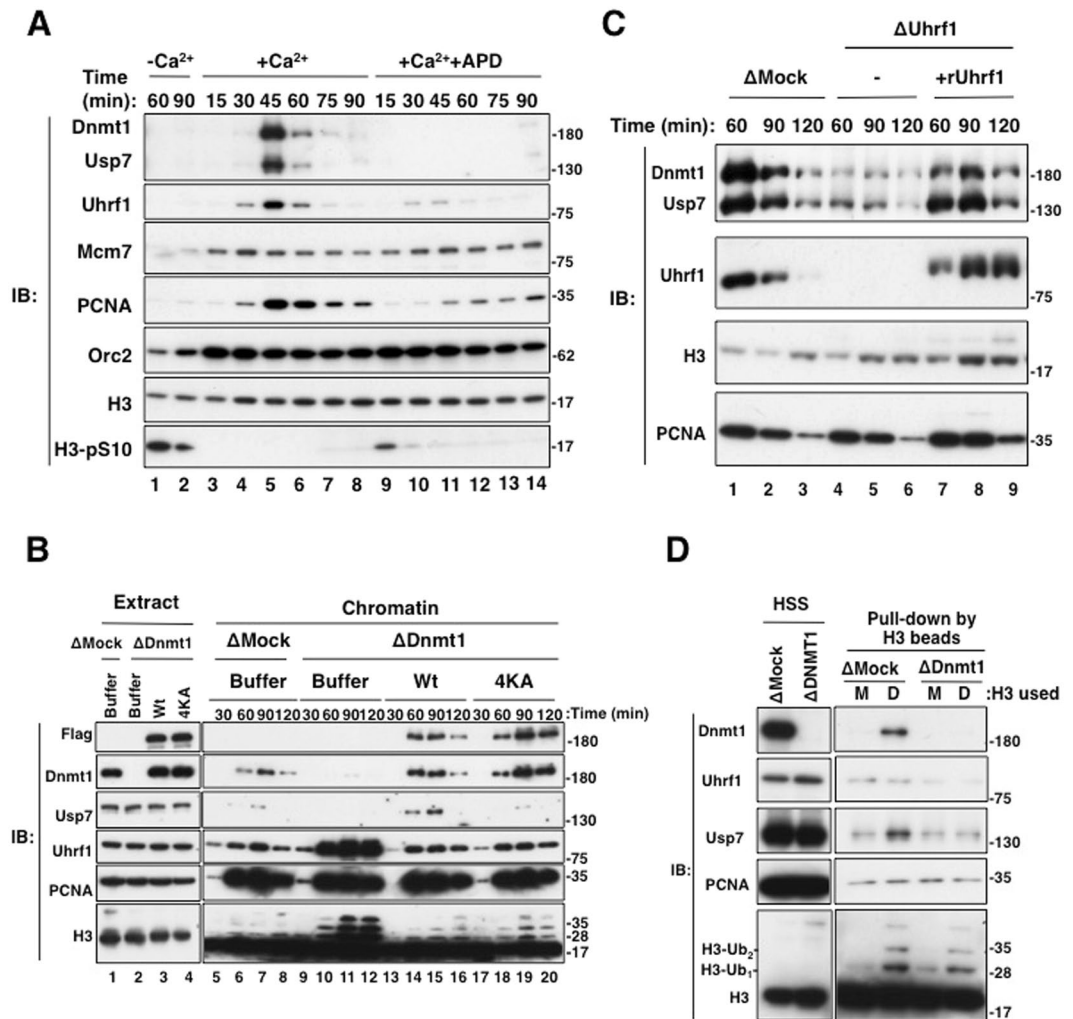 A
-Ca2+ +Ca2+ +Ca2++APD
Time
(min): 60 90 15 30 45 60 75 90 15 30 45 60 75 90
IB:
Dnmt1 -180
Usp7 -130
Uhrf1 -75
Mcm7 -75
PCNA -35
Orc2 -62
H3 -17
H3-pS10 -17
1 2 3 4 5 6 7 8 9 10 11 12 13 14
B
Extract Chromatin
ΔMock ΔDnmt1 ΔMock ΔDnmt1
Buffer Buffer Wt 4KA Buffer Buffer Wt 4KA
30 60 90 120 30 60 90 120 30 60 90 120 30 60 90 120 :Time (min)
IB:
Flag -180
Dnmt1 -180
Usp7 -130
Uhrf1 -75
PCNA -35
H3 -35
-28
-17
1 2 3 4 5 6 7 8 9 10 11 12 13 14 15 16 17 18 19 20
C
ΔUhrf1
ΔMock - +rUhrf1
Time (min): 60 90 120 60 90 120 60 90 120
IB:
Dnmt1 -180
Usp7 -130
Uhrf1 -75
H3 -17
PCNA -35
1 2 3 4 5 6 7 8 9
D
HSS Pull-down by
H3 beads
ΔMock ΔDNMT1 ΔMock ΔDnmt1
M D M D :H3 used
IB:
Dnmt1 -180
Uhrf1 -75
Usp7 -130
PCNA -35
H3-Ub2- -35
H3-Ub1- -28
H3 -17